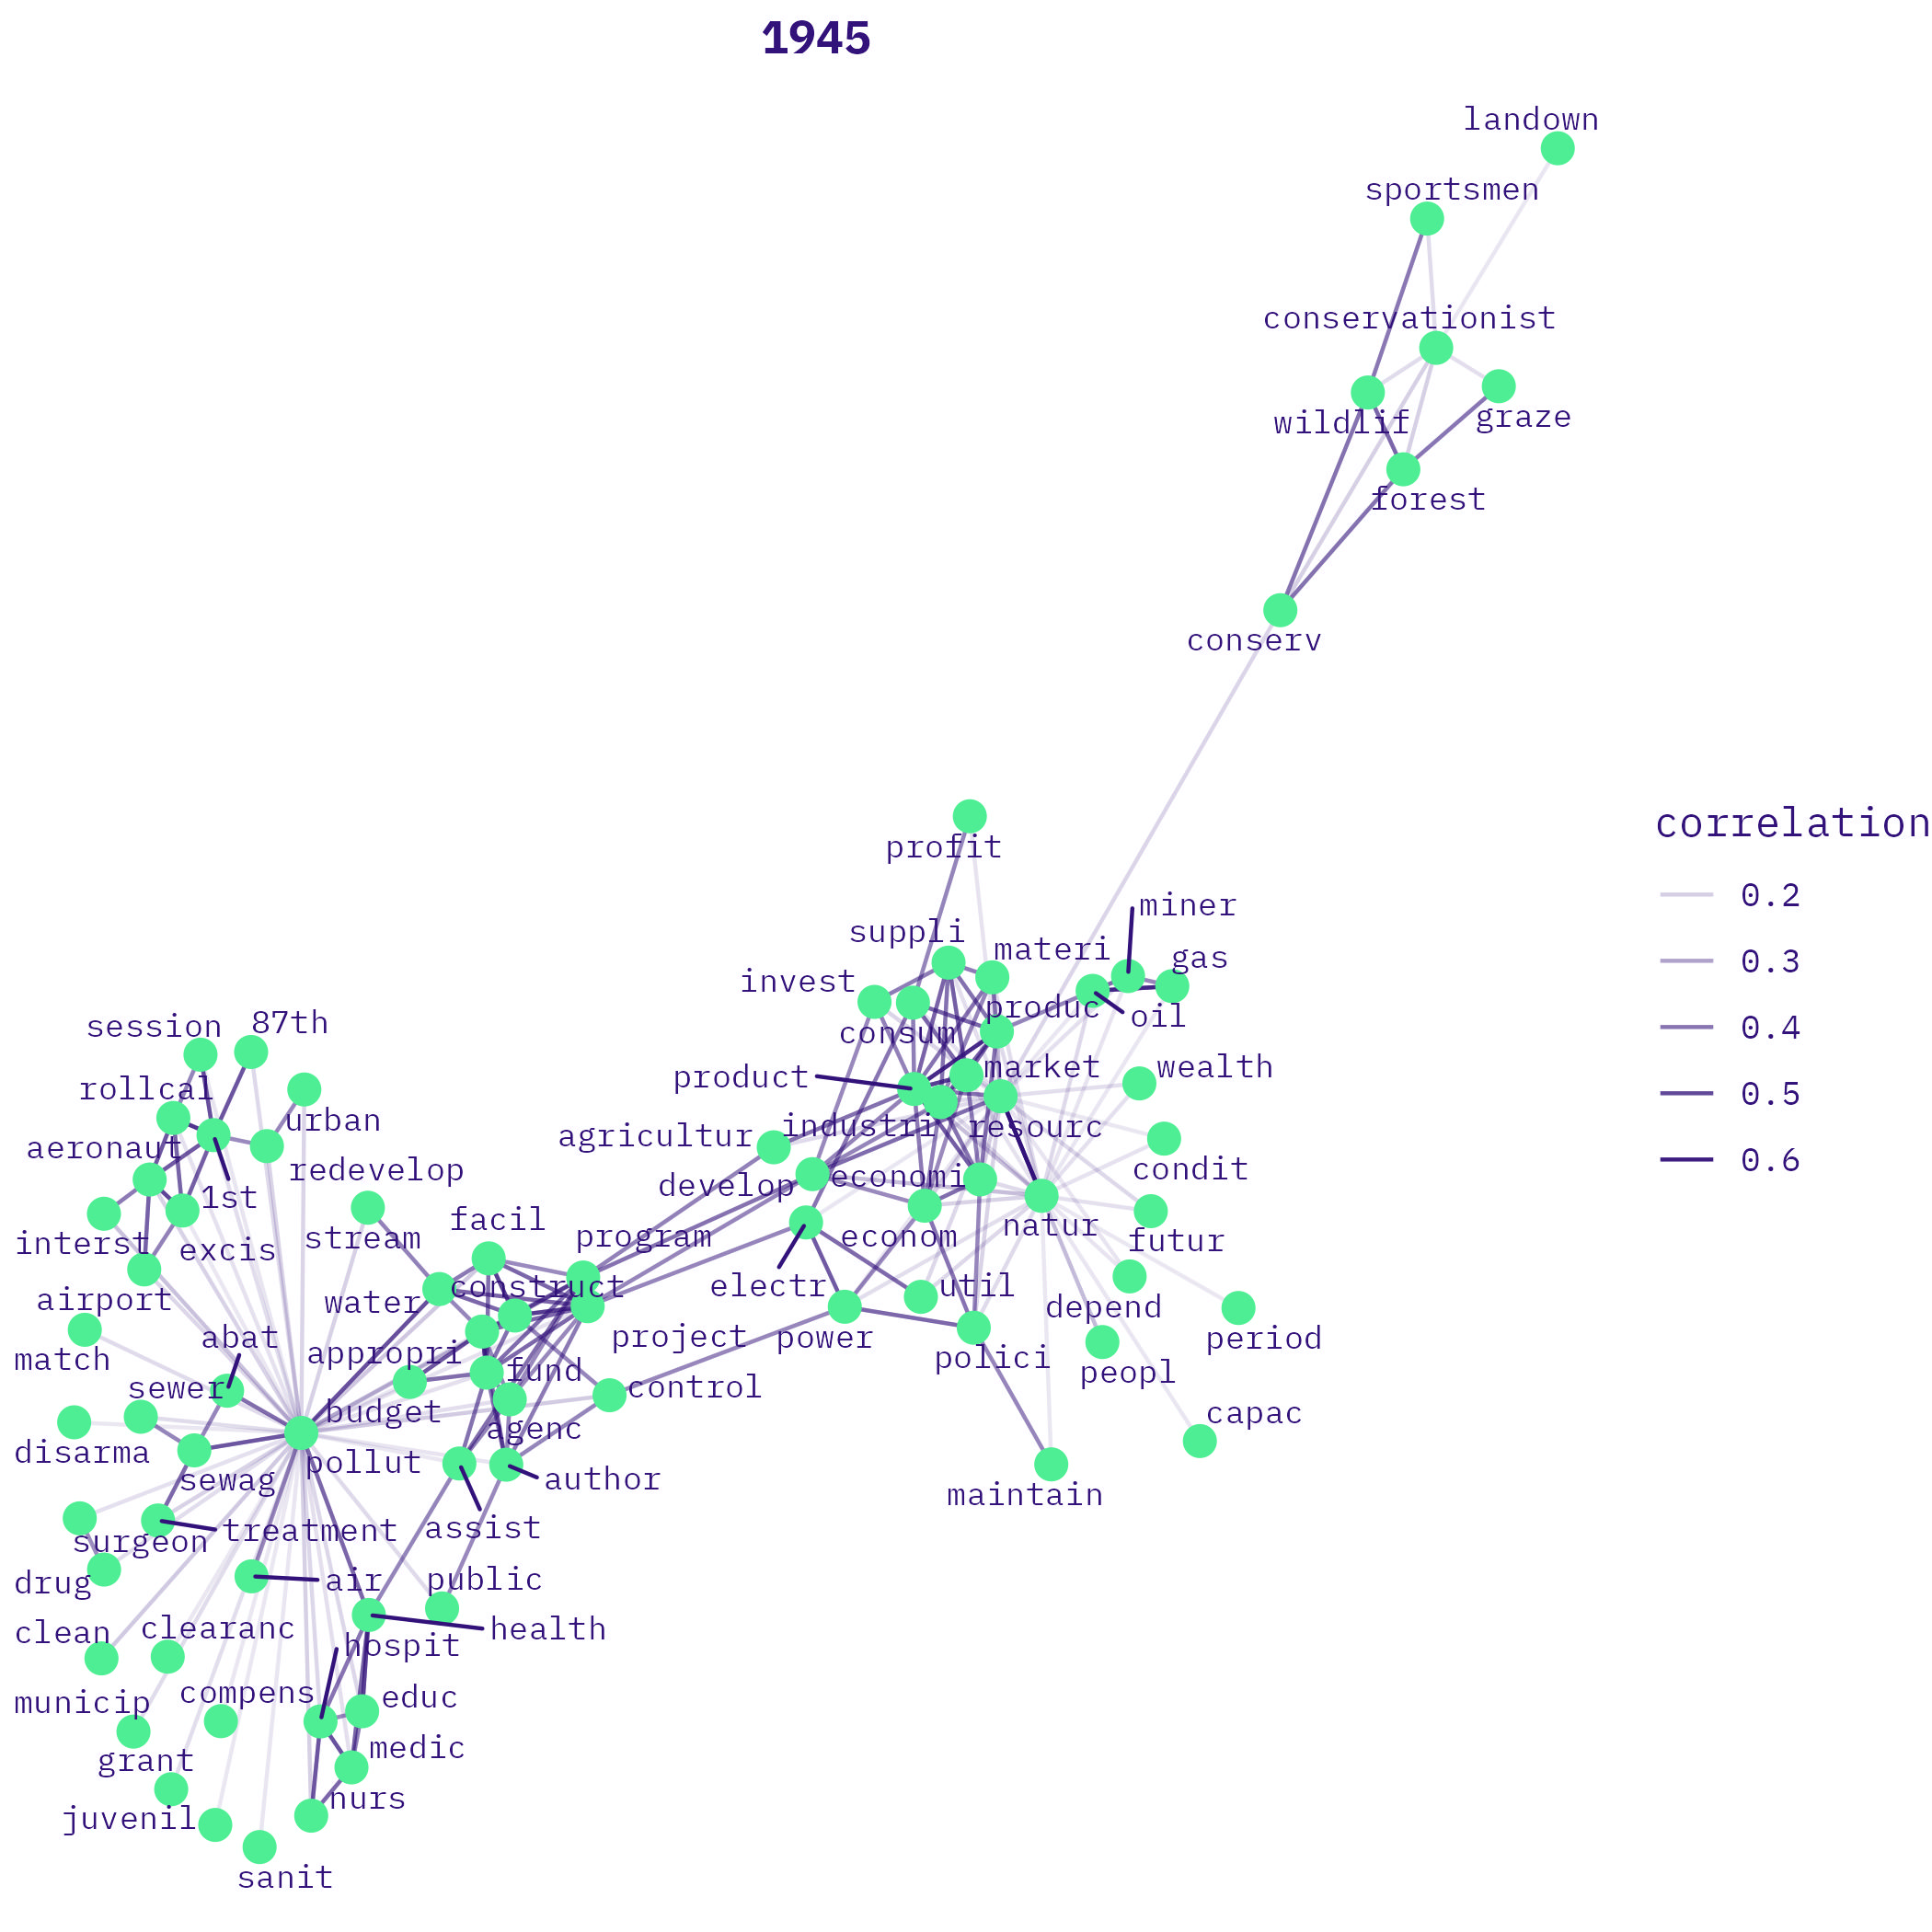 1945
landown
sportsmen
conservationist
wildlif
graze
forest
conserv
profit
correlation
miner
0.2
suppli
materi
gas
invest
0.3
produc
oil
session
87th
consum
0.4
rollcal
product
market
wealth
0.5
urban
agricultur
industri
resourc
aeronaut
0.6
redevelop
condit
1st
develop
economi
facil
interst
excis
stream
program
econom
natur
futur
airport
water
construct
electr
util
depend
abat
match
appropri
project
power
period
sewer
fund
control
polici
peopl
budget
agenc
capac
disarma
sewag
pollut
author
maintain
surgeon
treatment
assist
drug
air
public
clean
clearanc
hospit
health
municip
compens
educ
grant
medic
juvenil
nurs
sanit